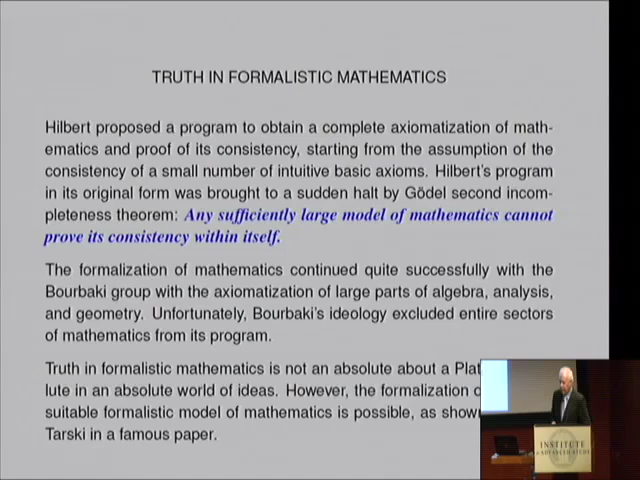 TRUTH IN FORMALISTIC MATHEMATICS
Hilbert proposed a program to obtain a complete axiomatization of math-
ematics and proof of its consistency, starting from the assumption of the
consistency of a small number of intuitive basic axioms. Hilbert's program
in its original form was brought to a sudden halt by Gödel second incom-
pleteness theorem: Any sufficiently large model of mathematics cannot
prove its consistency within itself.
The formalization of mathematics continued quite successfully with the
Bourbaki group with the axiomatization of large parts of algebra, analysis,
and geometry. Unfortunately, Bourbaki's ideology excluded entire sectors
of mathematics from its program.
Truth in formalistic mathematics is not an absolute about a Plat
lute in an absolute world of ideas. However, the formalization
suitable formalistic model of mathematics is possible, as shown
Tarski in a famous paper.
INSTITUTE
ADVANCED STUDY